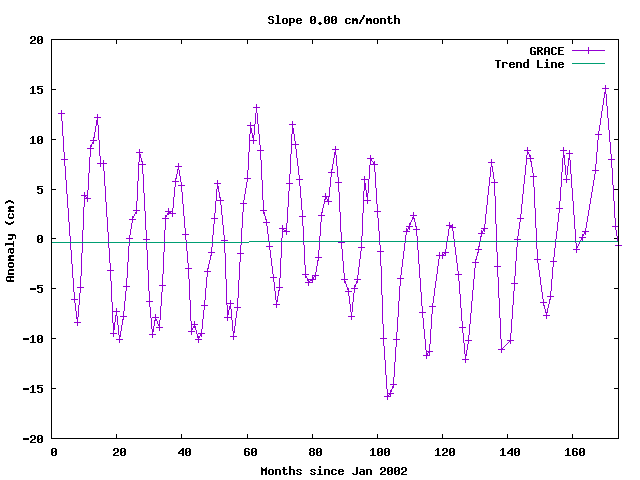 Slope 0.00 cm/month
GRACE
Trend Line
20
15
10
5
0
-5
-10
-15
-20
Anomaly (cm)
0 20 40 60 80 100 120 140 160
Months since Jan 2002